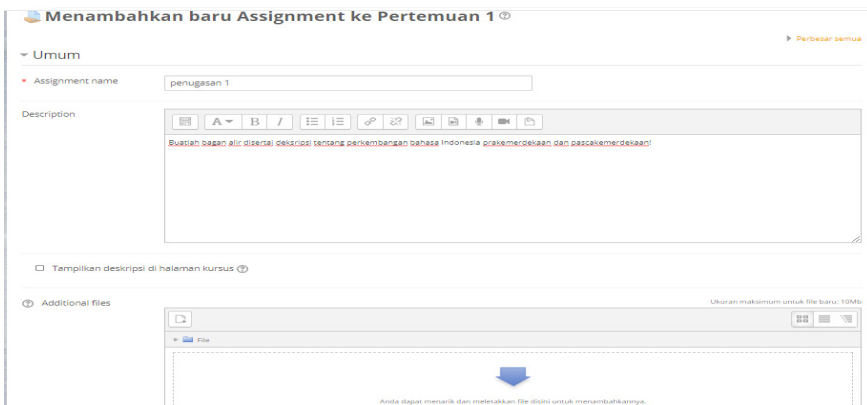 Menambahkan baru Assignment ke Pertemuan 1
Perbesar semua
Umum
Assignment name
penugasan 1
Description
A B I
Buatlah bagan alir disertai deksripsi tentang perkembangan bahasa Indonesia prakemerdekaan dan pascakemerdekaan!
Tampilkan deskripsi di halaman kursus
Additional files
Ukuran maksimum untuk file baru: 10Mb
File
Anda dapat menarik dan meletakkan file disini untuk menambahkannya.